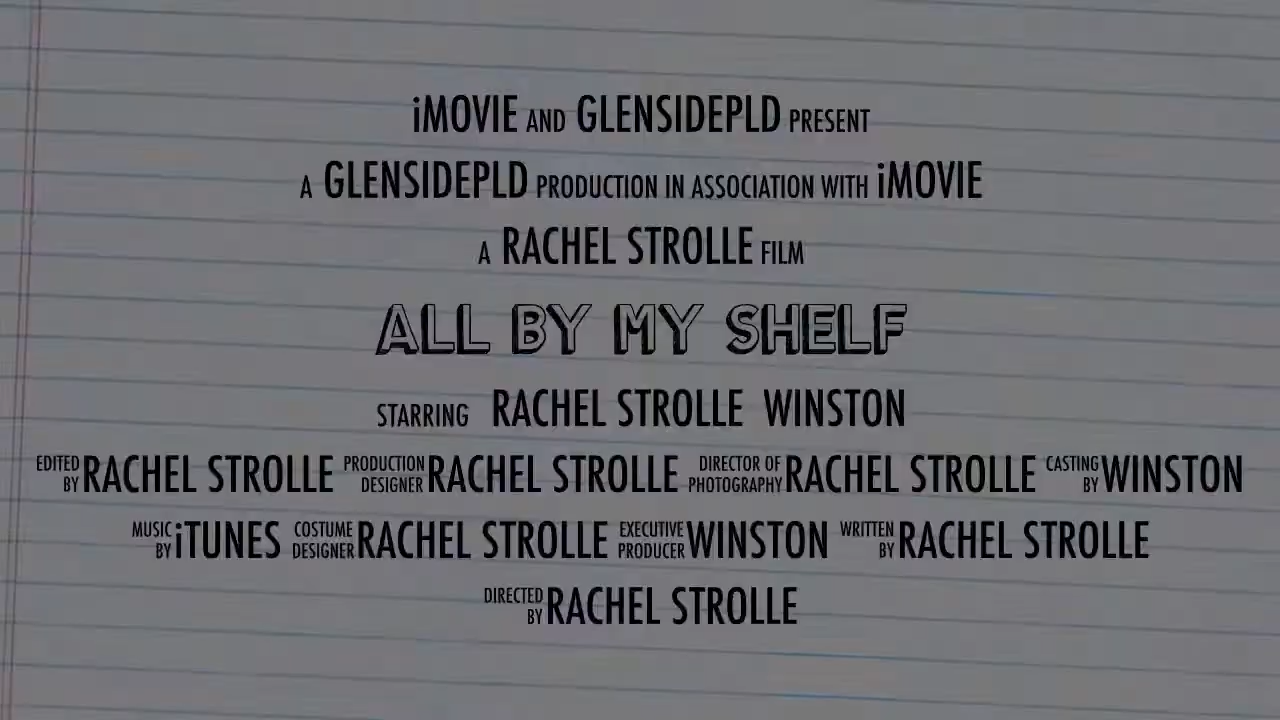 iMOVIE AND GLENSIDEPLD PRESENT
A GLENSIDEPLD PRODUCTION IN ASSOCIATION WITH iMOVIE
A RACHEL STROLLE FILM
ALL BY MY SHELF
STARRING RACHEL STROLLE WINSTON
EDITED BY RACHEL STROLLE PRODUCTION DESIGNER RACHEL STROLLE DIRECTOR OF PHOTOGRAPHY RACHEL STROLLE CASTING BY WINSTON
MUSIC BY iTUNES COSTUME DESIGNER RACHEL STROLLE EXECUTIVE PRODUCER WINSTON WRITTEN BY RACHEL STROLLE
DIRECTED BY RACHEL STROLLE